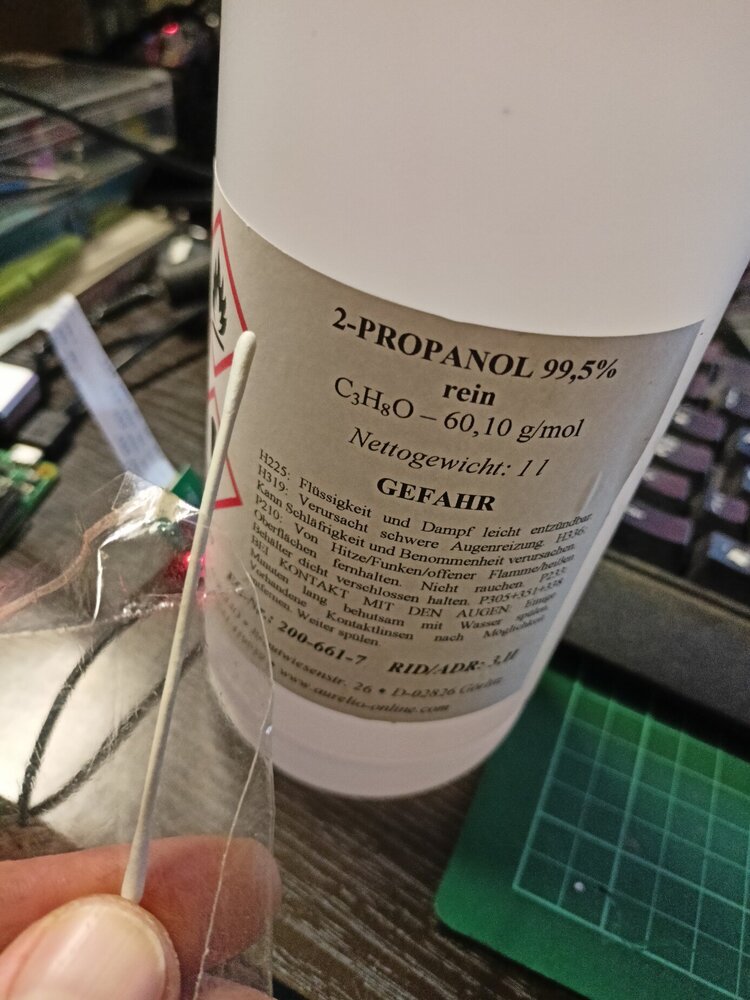 2-PROPANOL 99,5%
rein
C₃H₈O – 60,10 g/mol
Nettogewicht: 1 l
GEFAHR
H225: Flüssigkeit und Dampf leicht entzündbar.
H319: Verursacht schwere Augenreizung. H336:
Kann Schläfrigkeit und Benommenheit verursachen.
P210: Von Hitze/Funken/offener Flamme/heißen
Oberflächen fernhalten. Nicht rauchen. P233:
Behälter dicht verschlossen halten. P305+351+338
BEI KONTAKT MIT DEN AUGEN: Einige
Minuten lang behutsam mit Wasser spülen.
Vorhandene Kontaktlinsen nach Möglichkeit
entfernen. Weiter spülen.
200-661-7 RID/ADR: 3,II
26 • D-02826 Görlitz
www.aurelio-online.com